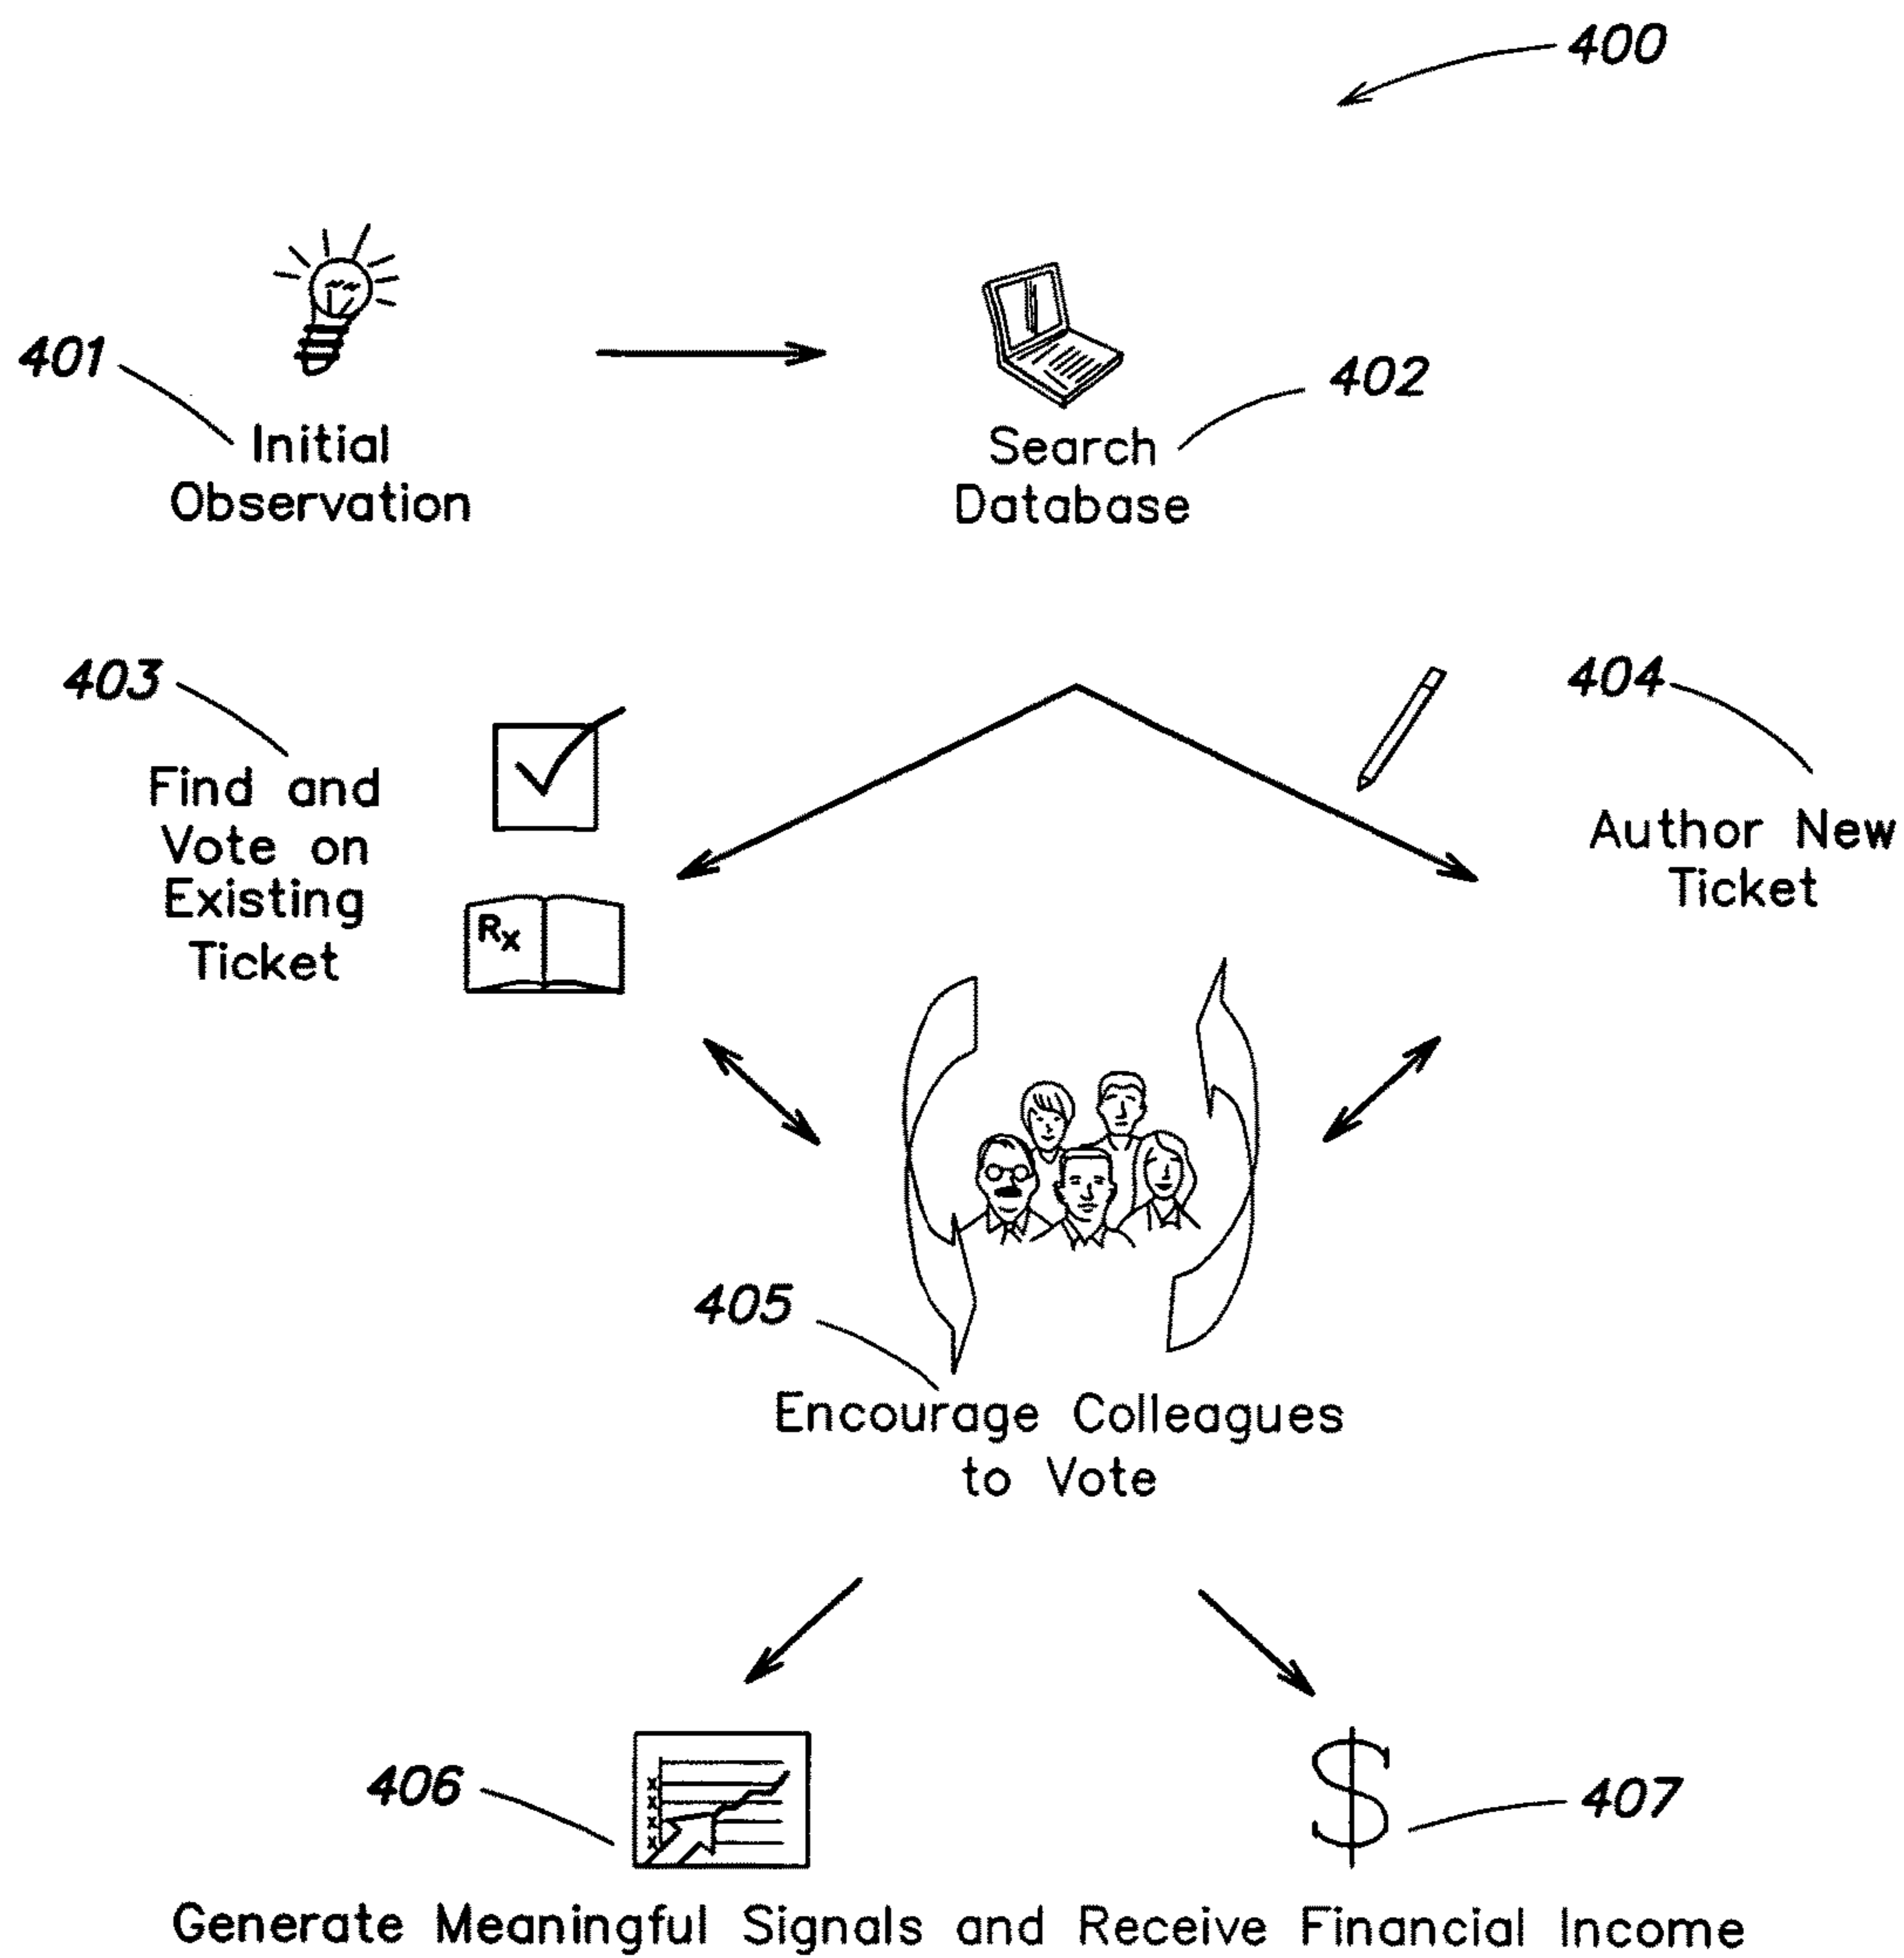 400
401
Initial
Observation
402
Search
Database
403
Find and
Vote on
Existing
Ticket
Rx
404
Author New
Ticket
405
Encourage Colleagues
to Vote
406
x
x
x
x
$
407
Generate Meaningful Signals and Receive Financial Income